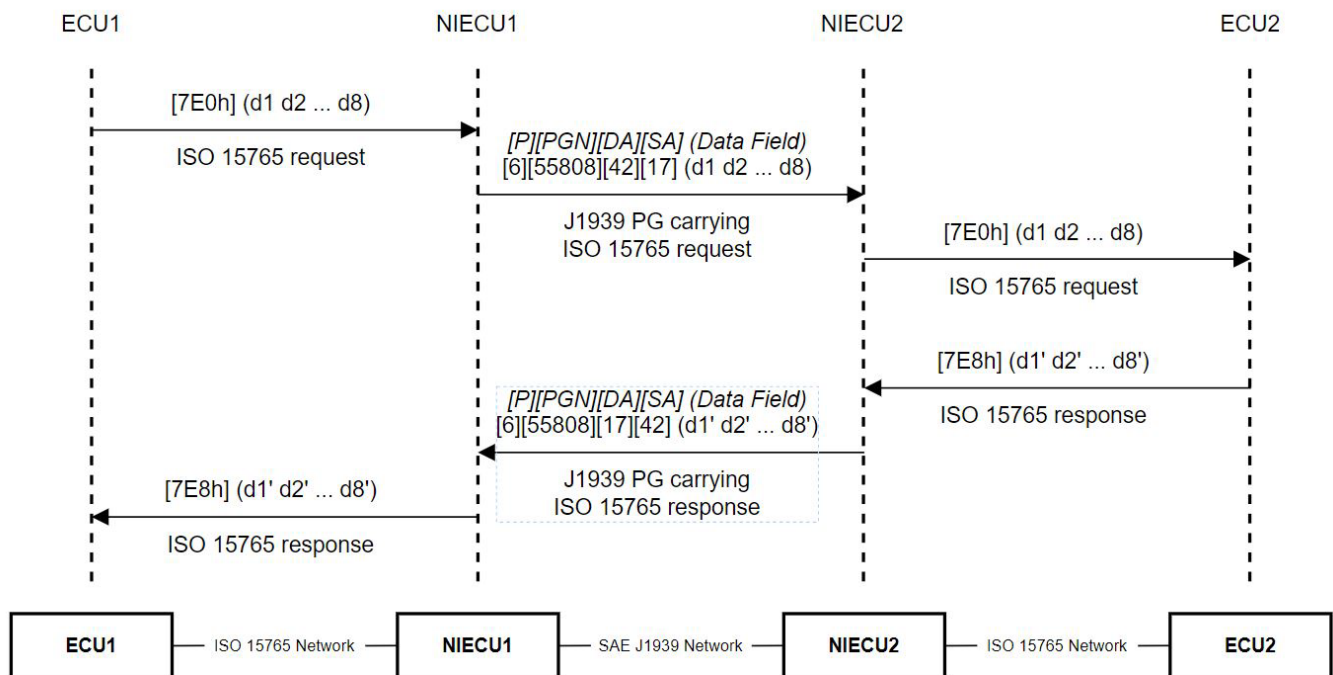 ECU1
NIECU1
NIECU2
ECU2
[7E0h] (d1 d2 ... d8)
ISO 15765 request
[P][PGN][DA][SA] (Data Field)
[6][55808][42][17] (d1 d2 ... d8)
J1939 PG carrying
ISO 15765 request
[7E0h] (d1 d2 ... d8)
ISO 15765 request
[7E8h] (d1' d2' ... d8')
ISO 15765 response
[P][PGN][DA][SA] (Data Field)
[6][55808][17][42] (d1' d2' ... d8')
J1939 PG carrying
ISO 15765 response
[7E8h] (d1' d2' ... d8')
ISO 15765 response
ECU1
ISO 15765 Network
NIECU1
SAE J1939 Network
NIECU2
ISO 15765 Network
ECU2